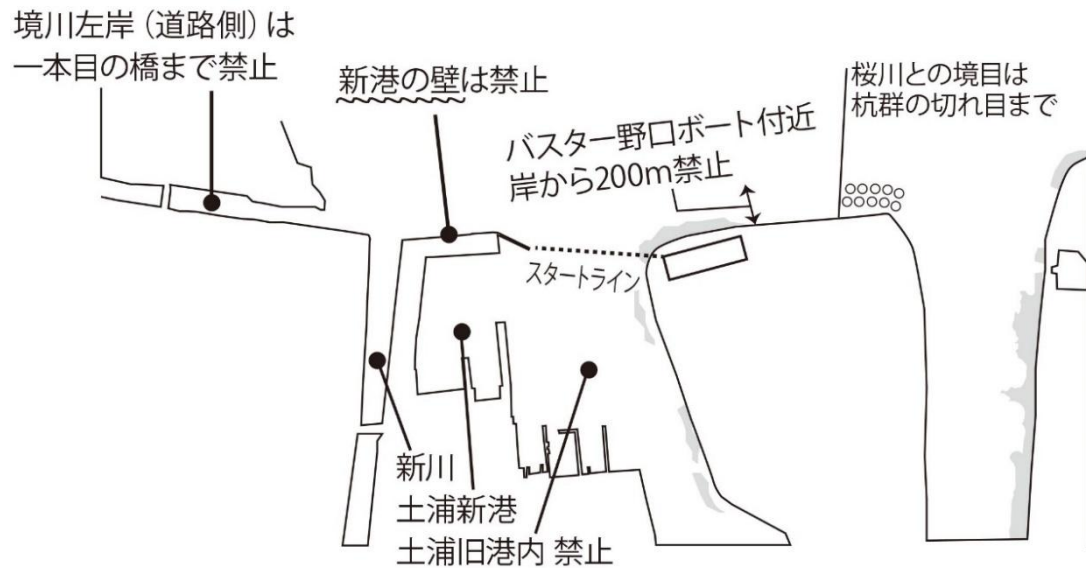 境川左岸（道路側）は
一本目の橋まで禁止
新港の壁は禁止
バスター野口ボート付近
岸から200m禁止
桜川との境目は
杭群の切れ目まで
スタートライン
新川
土浦新港
土浦旧港内 禁止